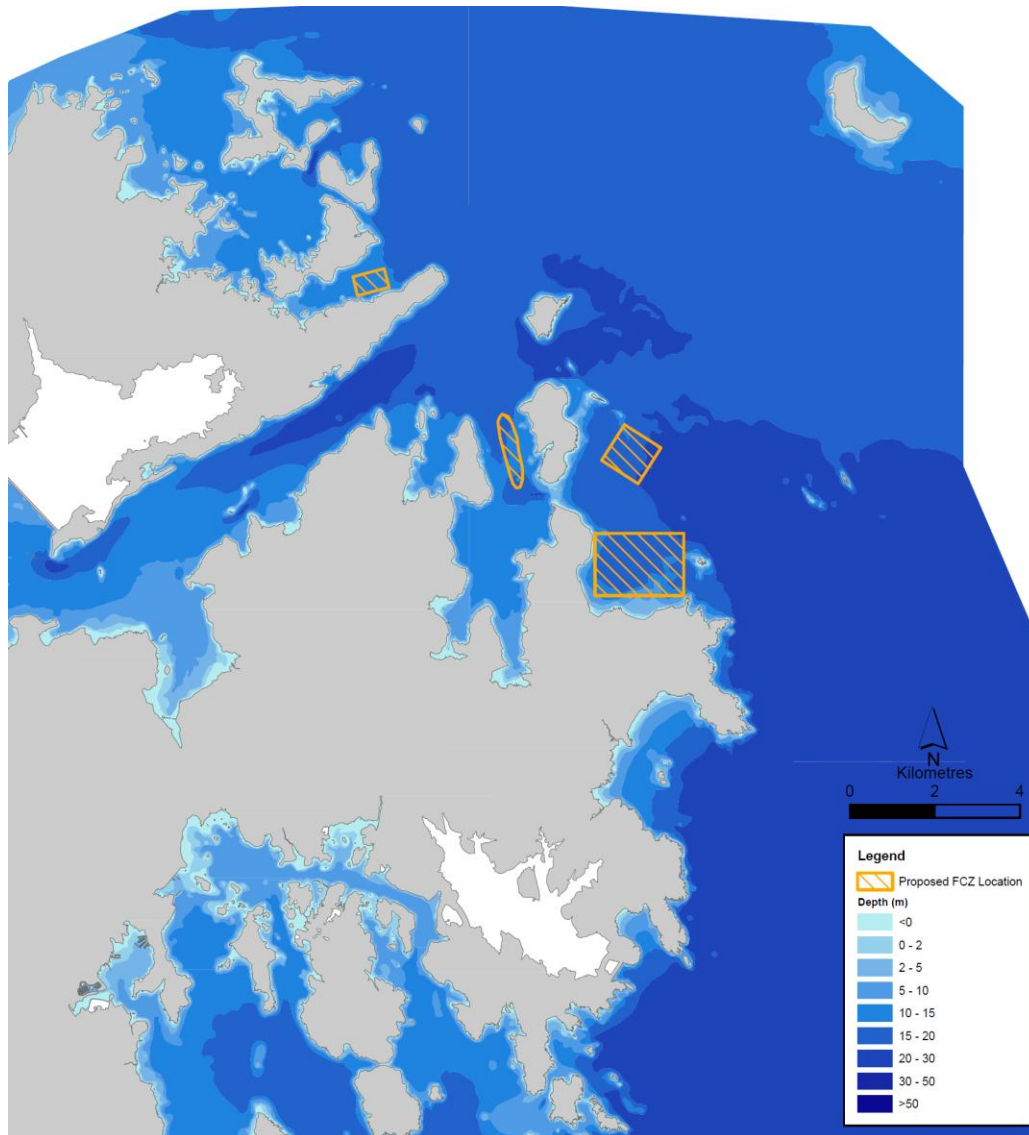 N
Kilometres
0 2 4
Legend
Proposed FCZ Location
Depth (m)
<0
0 - 2
2 - 5
5 - 10
10 - 15
15 - 20
20 - 30
30 - 50
>50